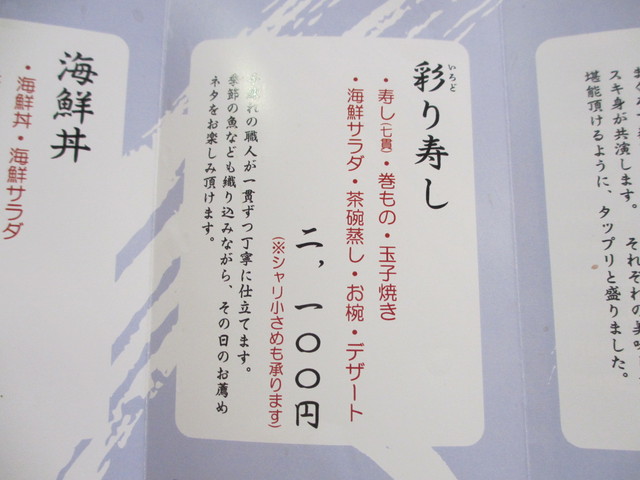 スキ身が共演します。 それぞれの美味
堪能頂けるように、タップリと盛りました。
いろど
彩り寿し
・寿し(七貫)・巻もの・玉子焼き
・海鮮サラダ・茶碗蒸し・お椀・デザート
二，一〇〇円
(※シャリ小さめも承ります)
の職人が一貫ずつ丁寧に仕立てます。
季節の魚なども織り込みながら、その日のお薦め
ネタをお楽しみ頂けます。
海鮮丼
・海鮮丼・海鮮サラダ